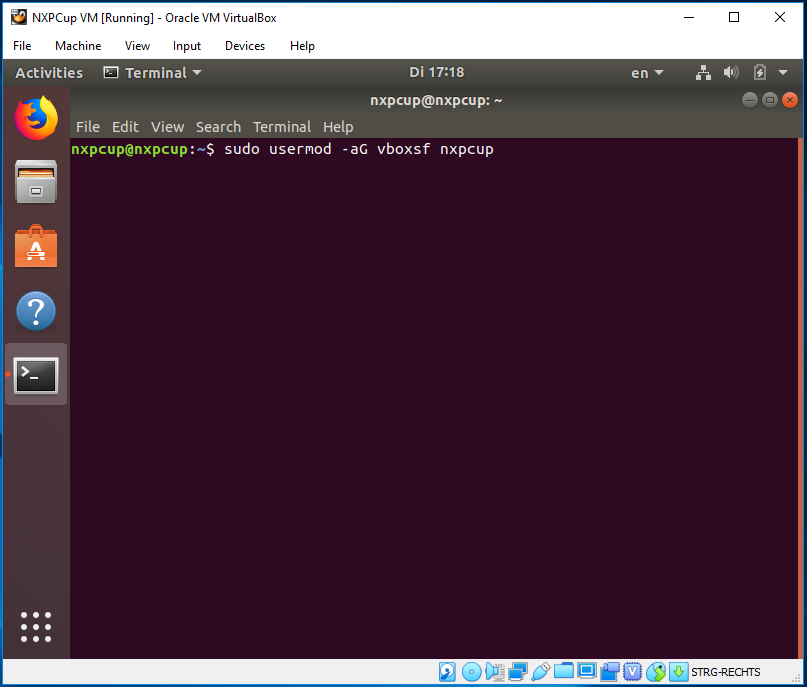 NXPCup VM [Running] - Oracle VM VirtualBox
File Machine View Input Devices Help
Activities Terminal Di 17:18 en
nxpcup@nxpcup: ~
File Edit View Search Terminal Help
nxpcup@nxpcup:~$ sudo usermod -aG vboxsf nxpcup
STRG-RECHTS